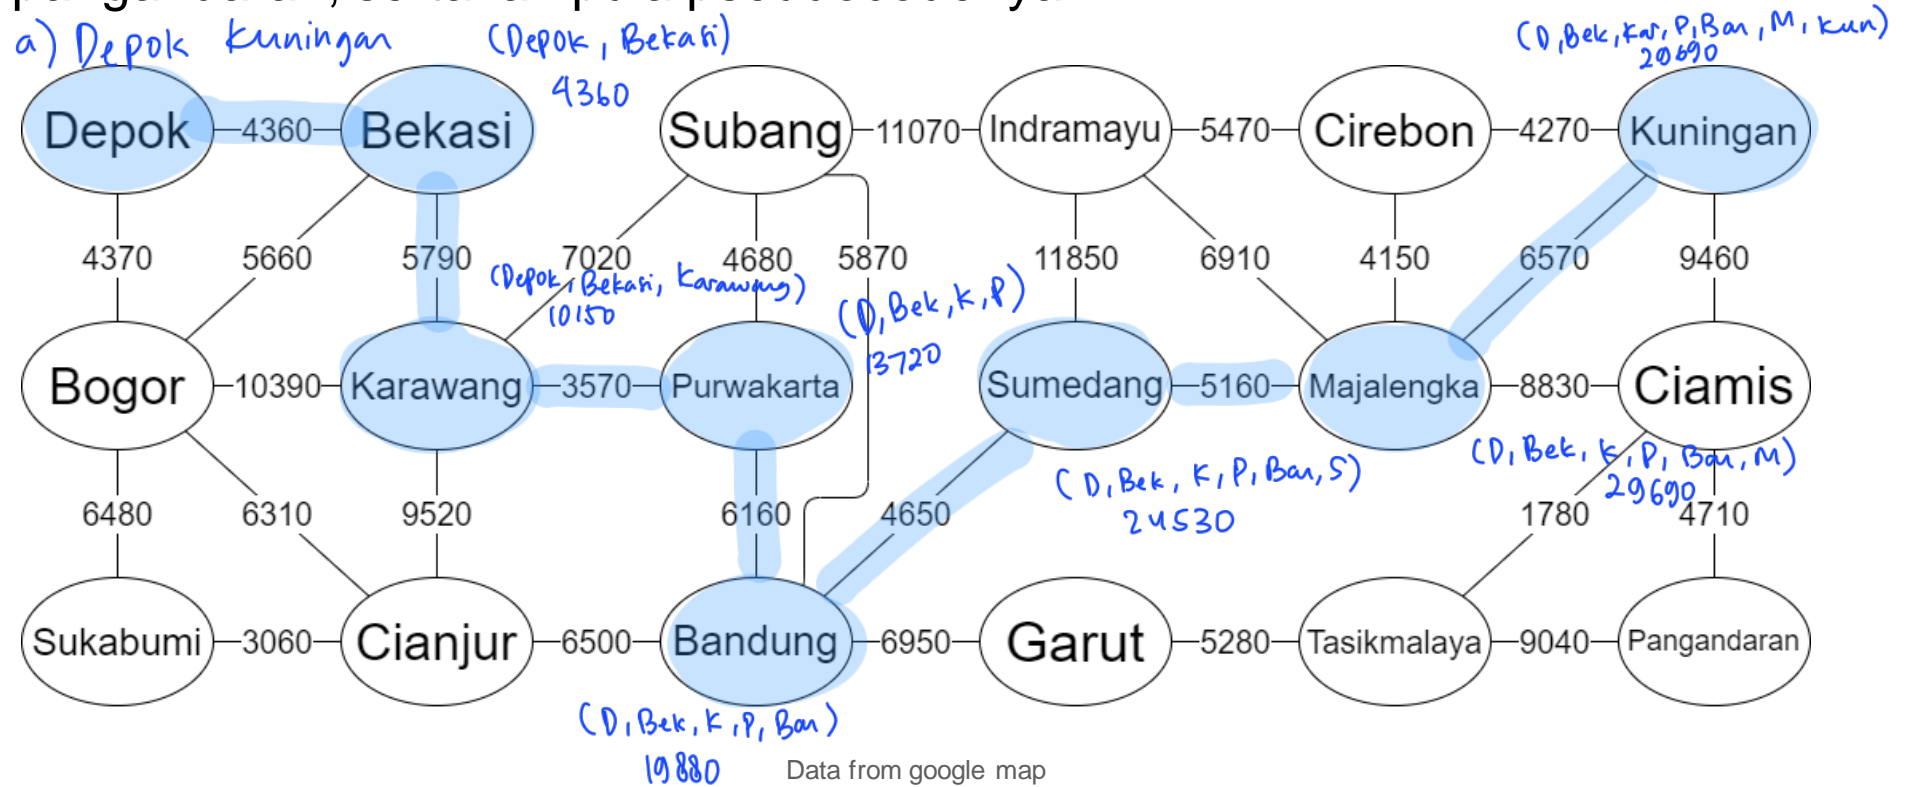 a) Depok Kuningan (Depok, Bekasi) (D,Bek,Kar,P,Ban,M,Kun)
4360 29690
Depok 4360 Bekasi Subang 11070 Indramayu 5470 Cirebon 4270 Kuningan
4370 5660 5790 7020 4680 5870 11850 6910 4150 6570 9460
(Depok, Bekasi, Karawang) (D,Bek,K,P)
10150 13720
Bogor 10390 Karawang 3570 Purwakarta Sumedang 5160 Majalengka 8830 Ciamis
(D, Bek, K, P, Ban, S) (D, Bek, K, P, Ban, M)
24530 29690
6480 6310 9520 6160 4650 1780 4710
Sukabumi 3060 Cianjur 6500 Bandung 6950 Garut 5280 Tasikmalaya 9040 Pangandaran
(D, Bek, K, P, Ban)
19880 Data from google map